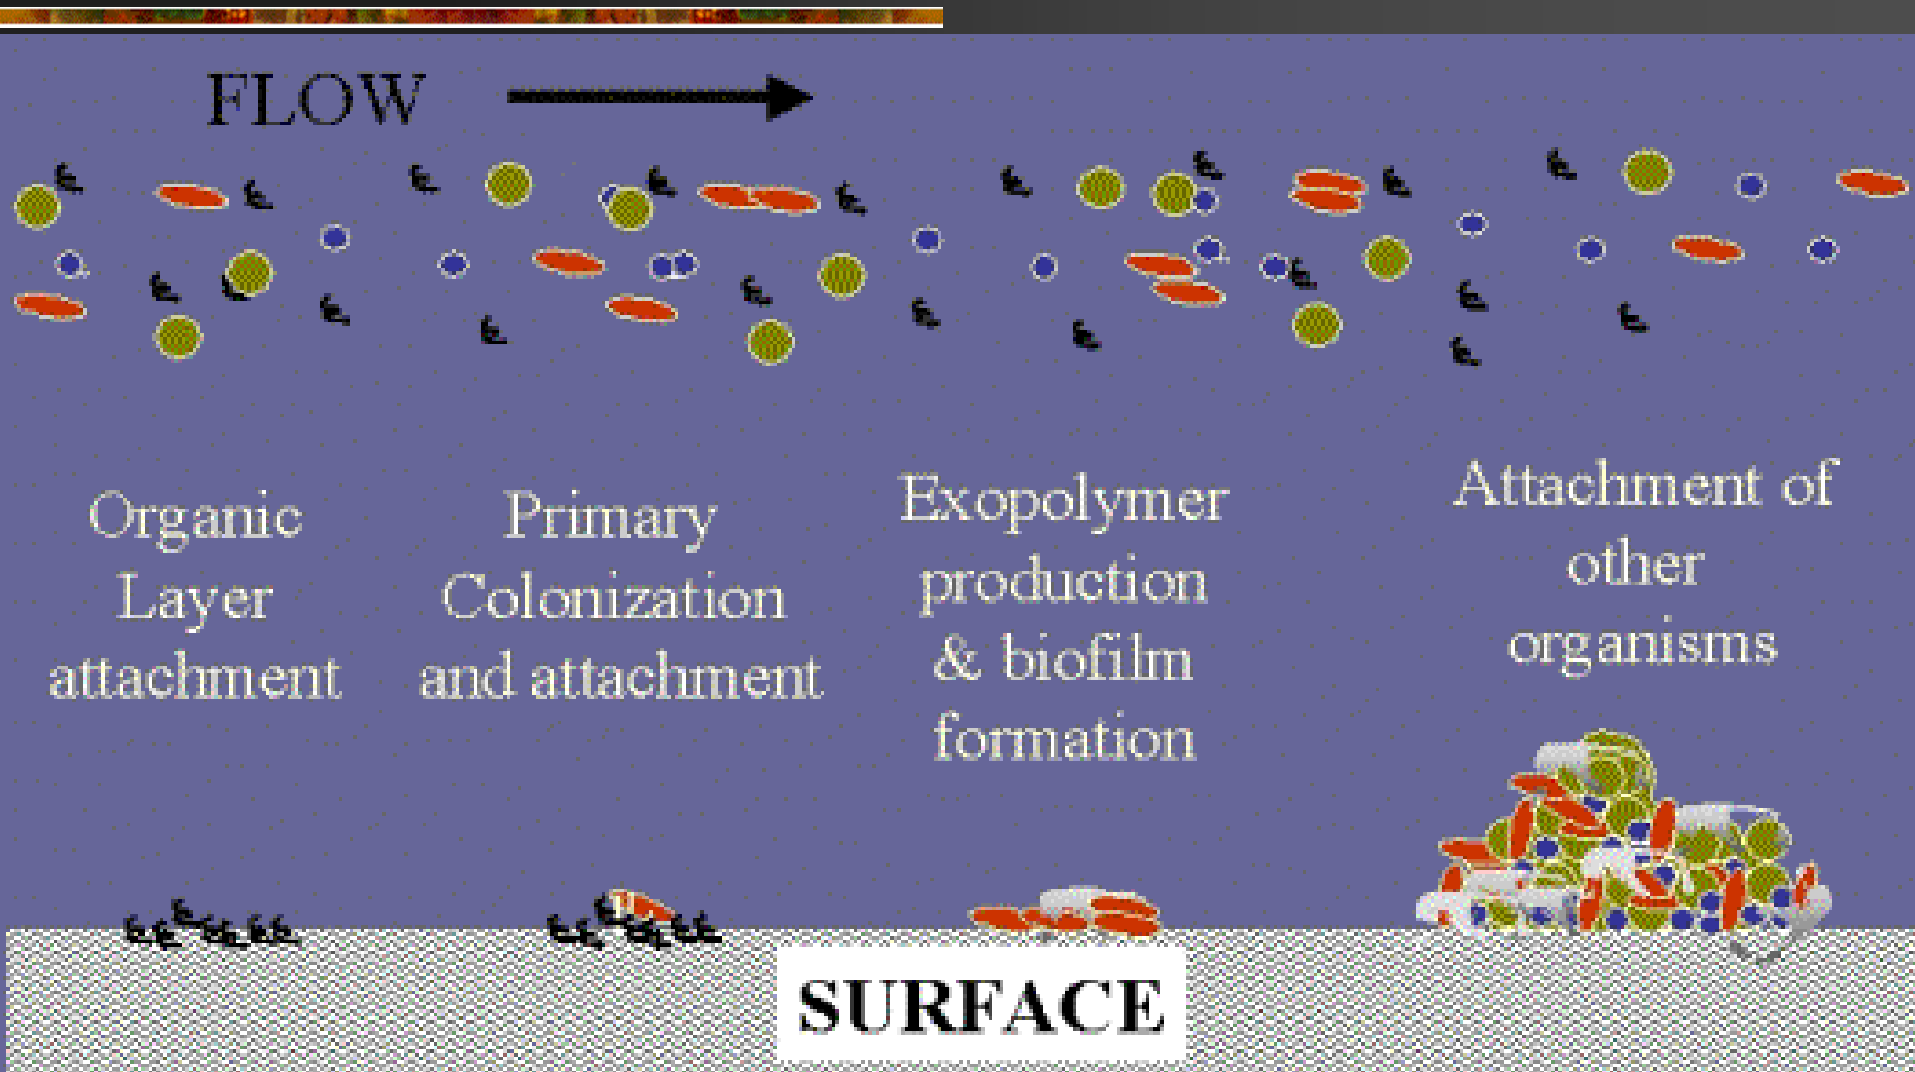 FLOW
Organic
Layer
attachment
Primary
Colonization
and attachment
Exopolymer
production
& biofilm
formation
Attachment of
other
organisms
SURFACE